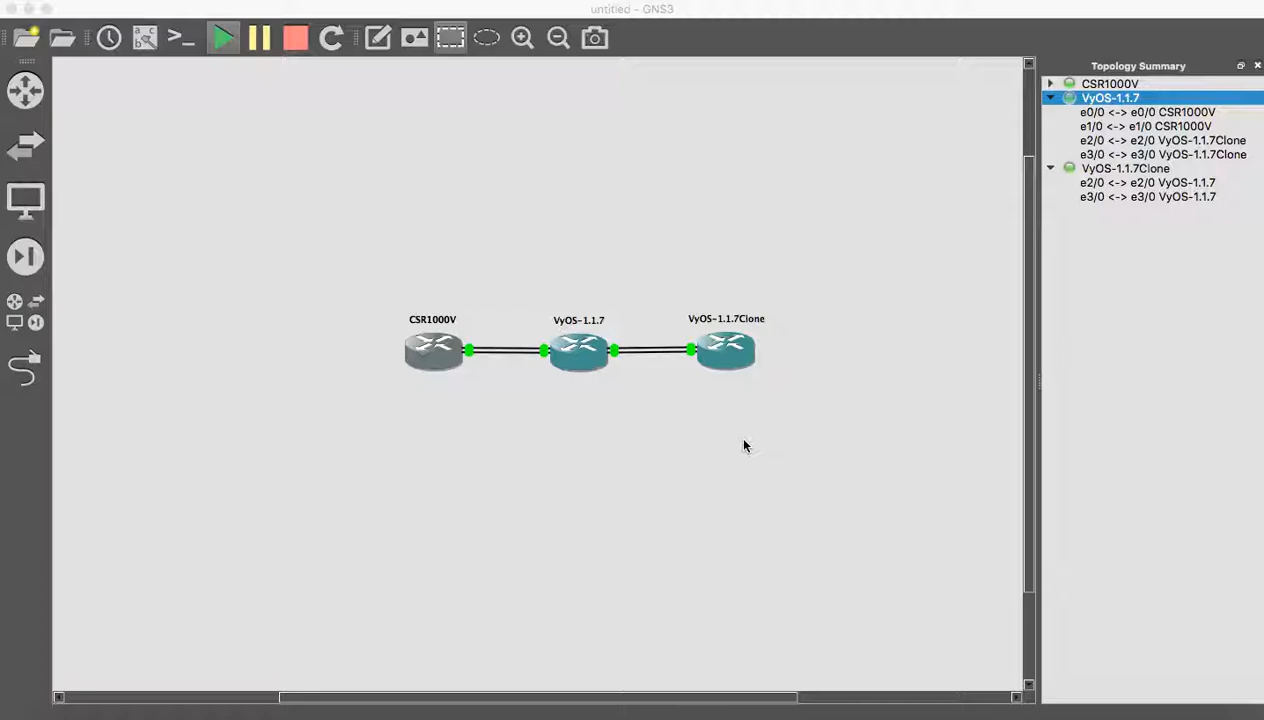 untitled - GNS3
a c
b
>_
Topology Summary
CSR1000V
VyOS-1.1.7
e0/0 <-> e0/0 CSR1000V
e1/0 <-> e1/0 CSR1000V
e2/0 <-> e2/0 VyOS-1.1.7Clone
e3/0 <-> e3/0 VyOS-1.1.7Clone
VyOS-1.1.7Clone
e2/0 <-> e2/0 VyOS-1.1.7
e3/0 <-> e3/0 VyOS-1.1.7
CSR1000V
VyOS-1.1.7
VyOS-1.1.7Clone